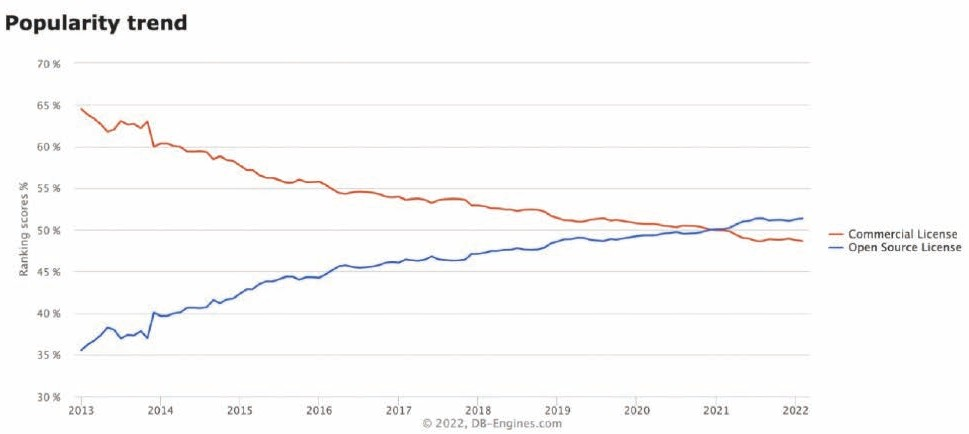 Popularity trend
70 %
65 %
60 %
55 %
50 %
45 %
40 %
35 %
30 %
Ranking scores %
2013 2014 2015 2016 2017 2018 2019 2020 2021 2022
Commercial License
Open Source License
© 2022, DB-Engines.com